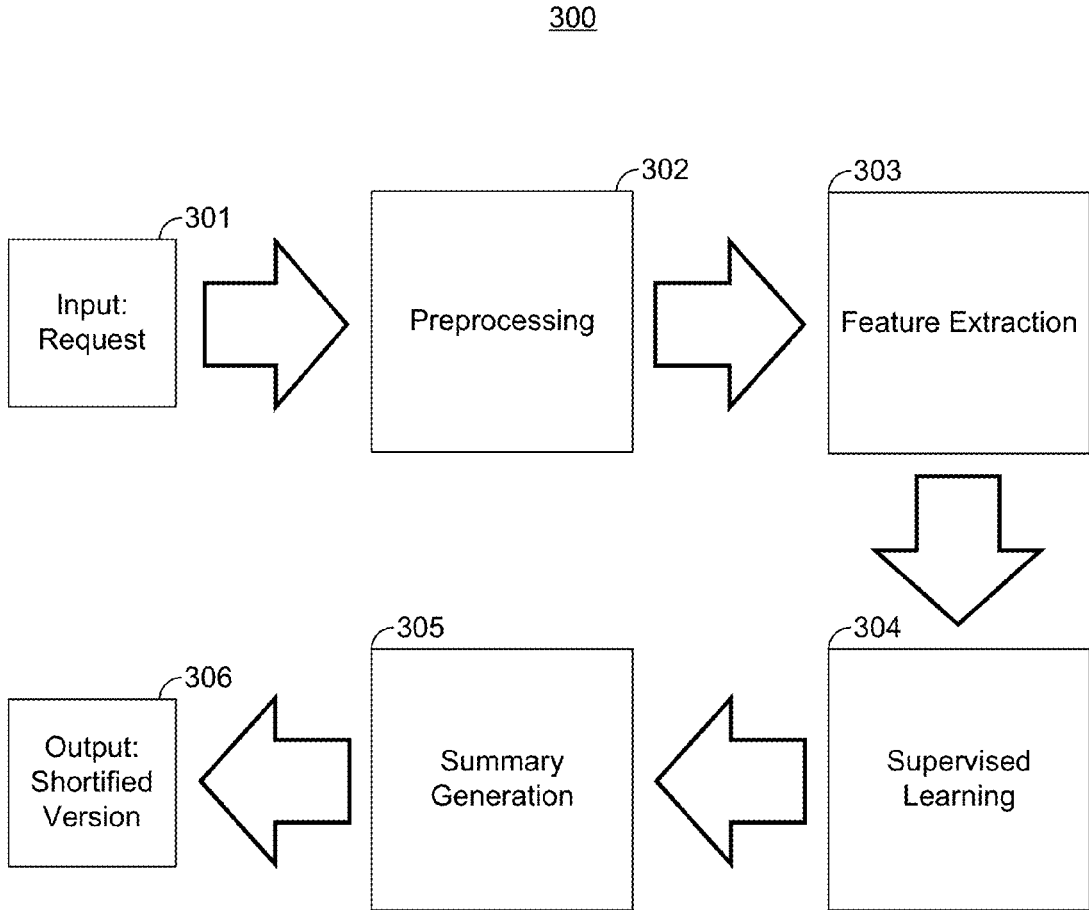 300
301
Input:
Request
302
Preprocessing
303
Feature Extraction
304
Supervised
Learning
305
Summary
Generation
306
Output:
Shortified
Version